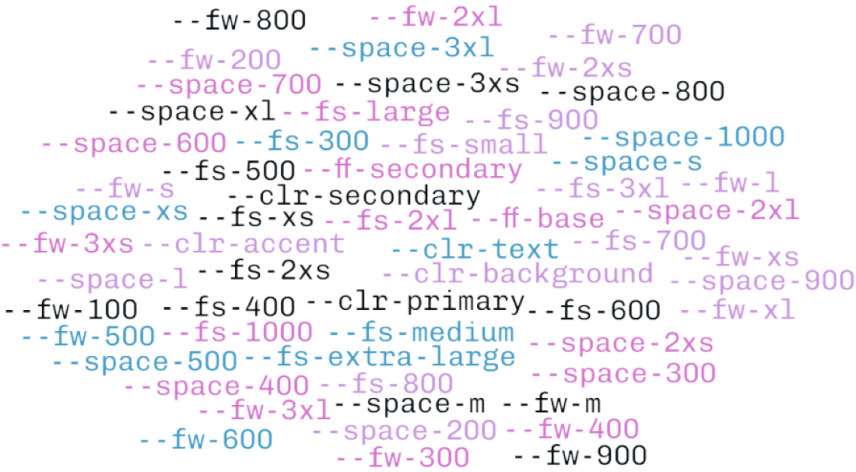 --fw-800 --fw-2xl
--fw-200 --space-3xl --fw-700
--space-700 --space-3xs --fw-2xs --space-800
--space-xl --fs-large --fs-900
--space-600 --fs-300 --fs-small --space-1000
--fs-500 --ff-secondary --space-s
--fw-s --clr-secondary --fs-3xl --fw-l
--space-xs --fs-xs --fs-2xl --ff-base --space-2xl
--fw-3xs --clr-accent --clr-text --fs-700 --fw-xs
--space-l --fs-2xs --clr-background --space-900
--fw-100 --fs-400 --clr-primary --fs-600 --fw-xl
--fw-500 --fs-1000 --fs-medium --space-2xs
--space-500 --fs-extra-large --space-300
--space-400 --fs-800
--fw-3xl --space-m --fw-m
--fw-600 --space-200 --fw-400
--fw-300 --fw-900